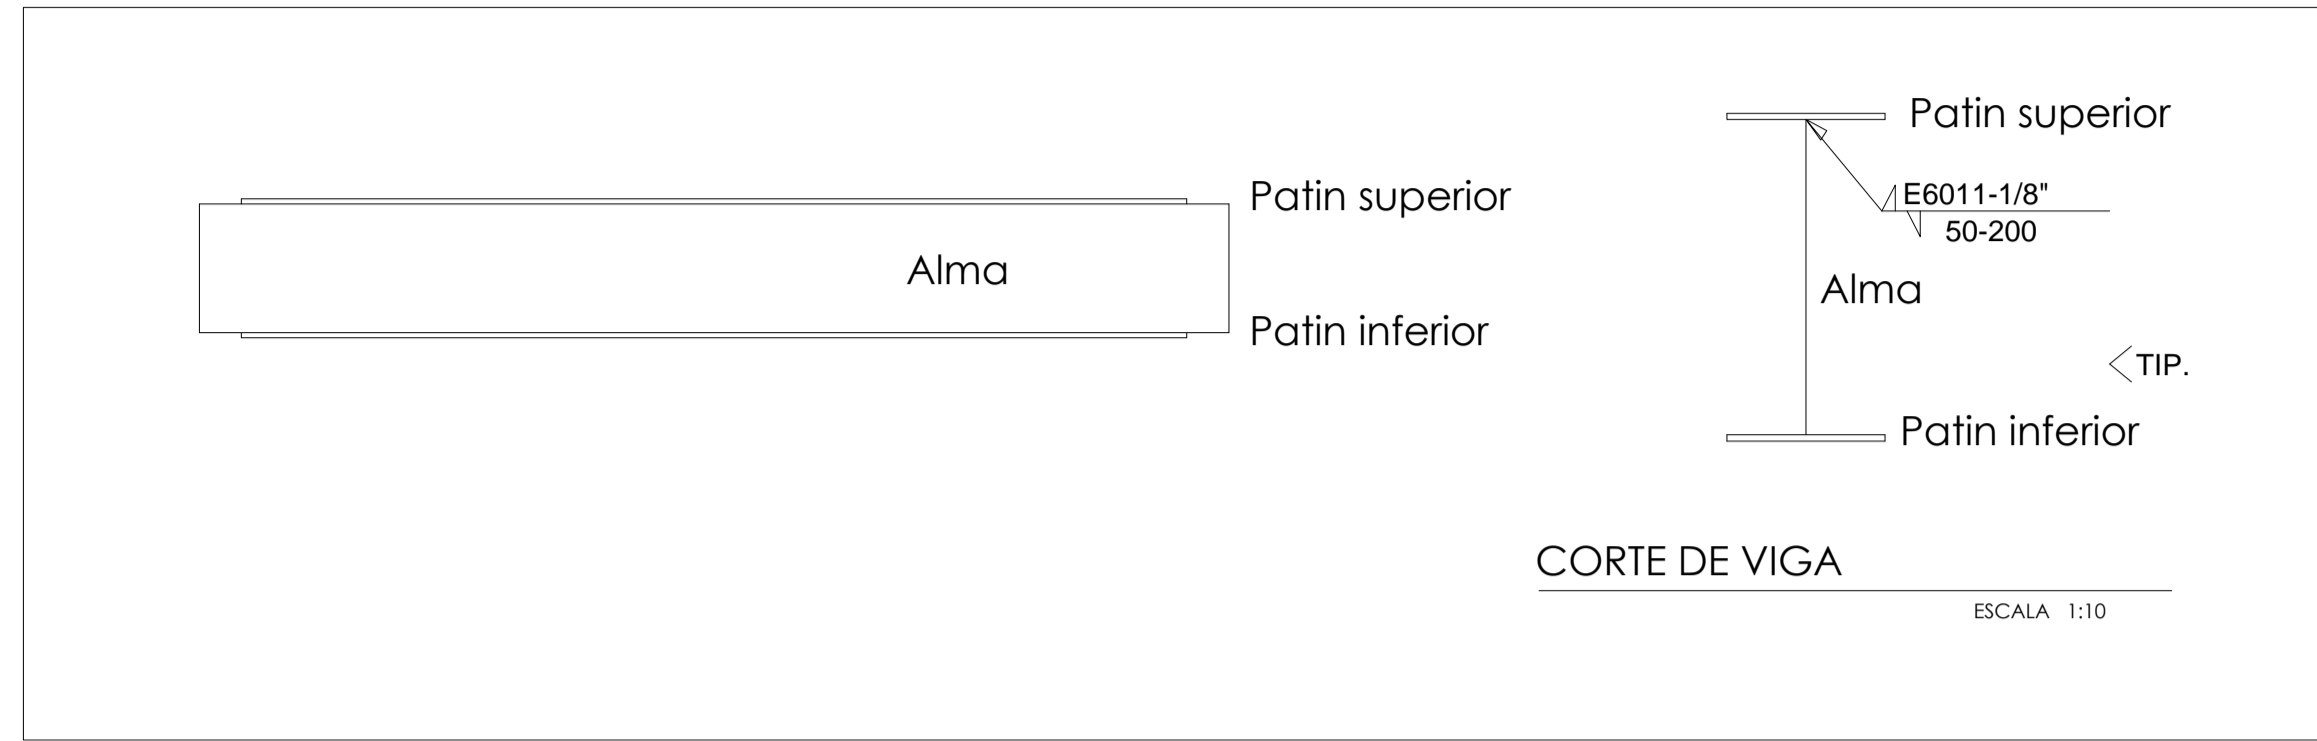 Patin superior
Alma
Patin inferior
Patin superior
E6011-1/8"
50-200
Alma
TIP.
Patin inferior
CORTE DE VIGA
ESCALA 1:10